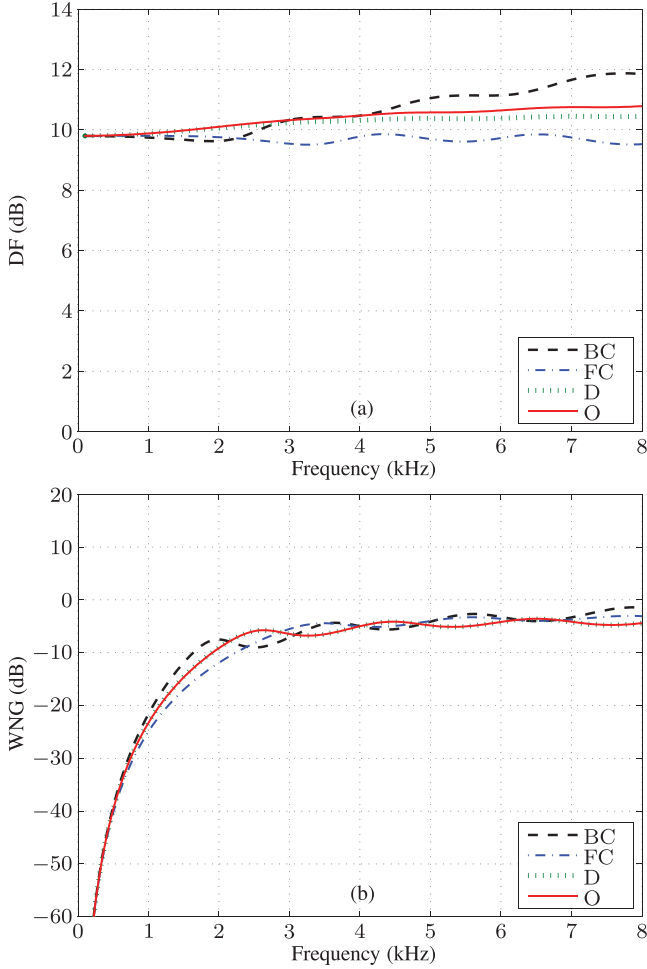 14
12
10
8
6
4
2
0
DF (dB)
BC
FC
D
O
(a)
0 1 2 3 4 5 6 7 8
Frequency (kHz)
20
10
0
−10
−20
−30
−40
−50
−60
WNG (dB)
BC
FC
D
O
(b)
0 1 2 3 4 5 6 7 8
Frequency (kHz)